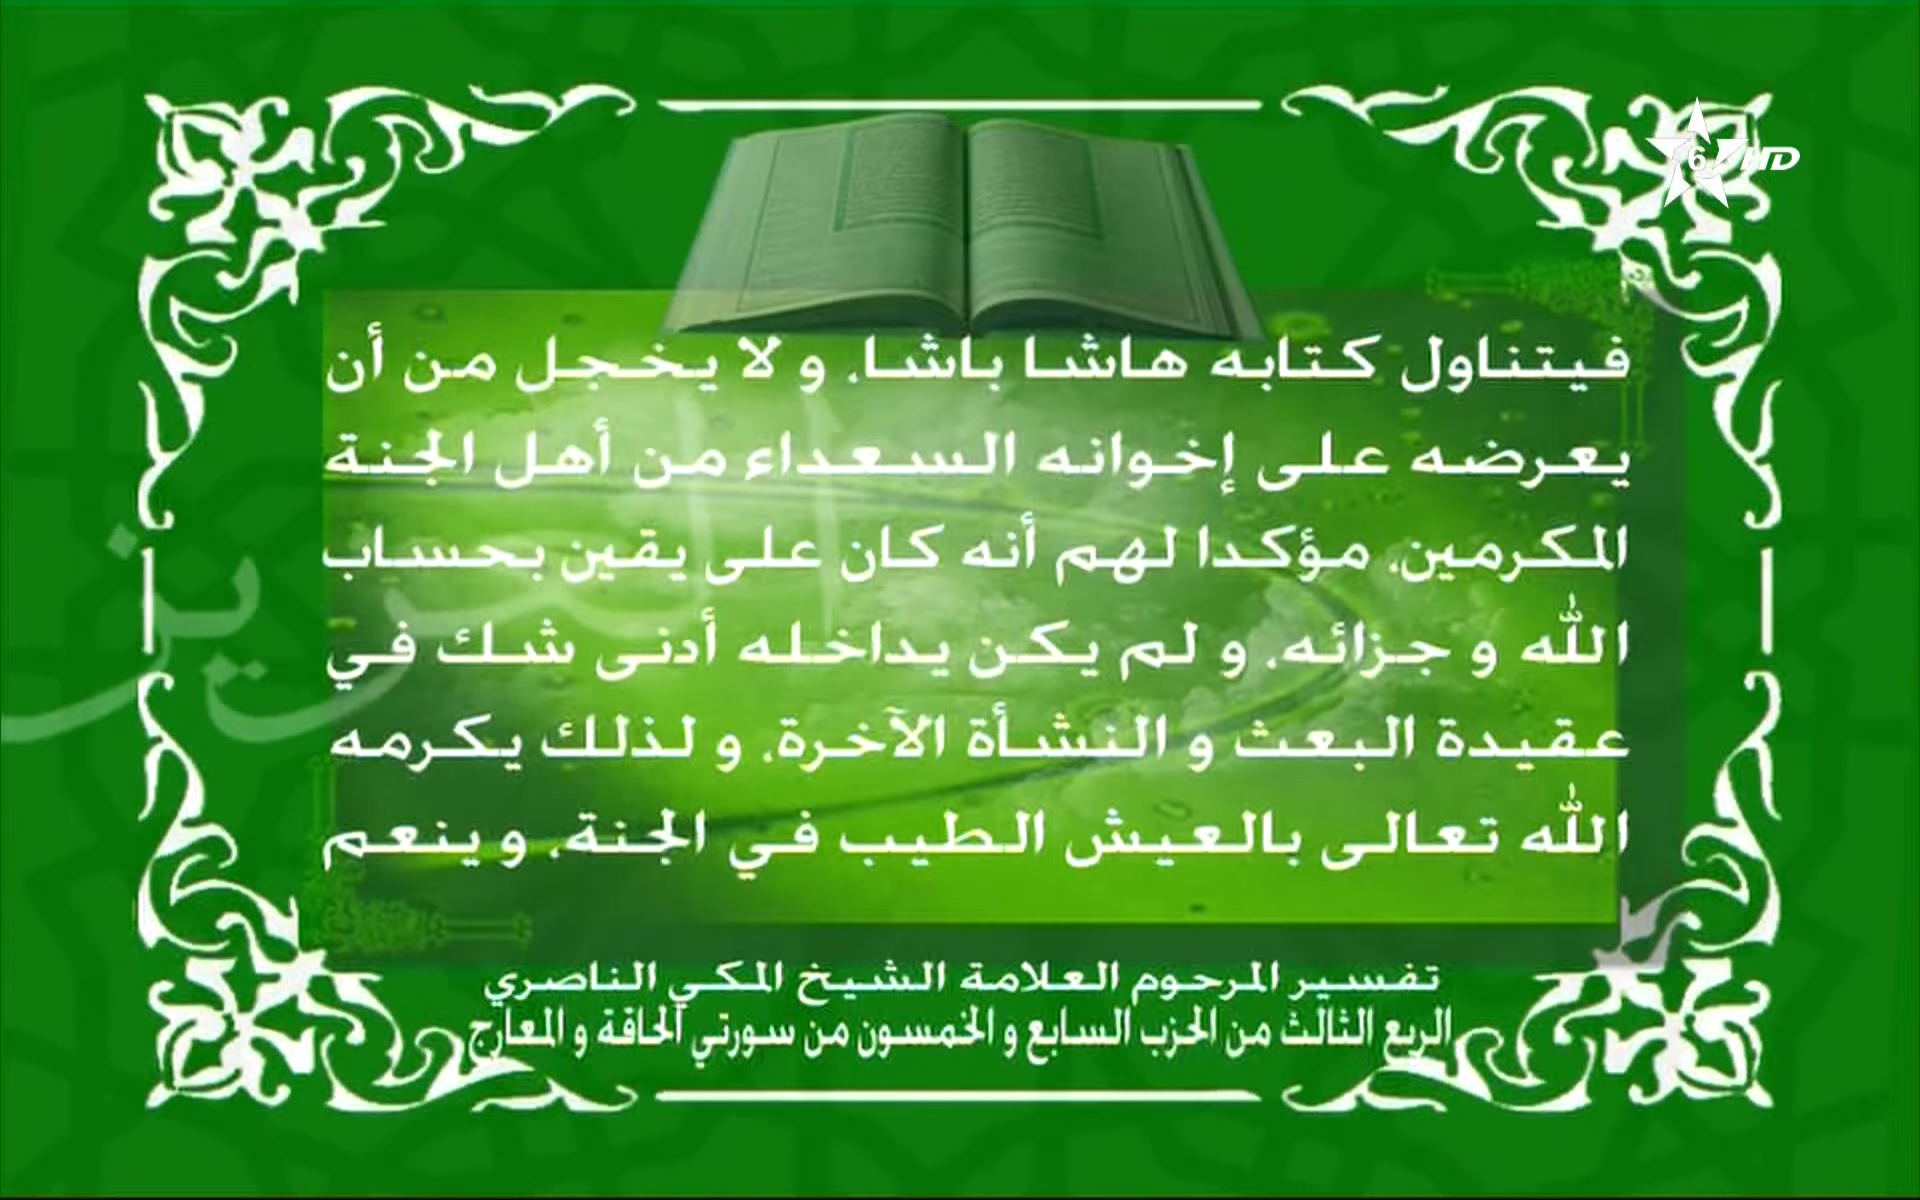 6 HD
فيتناول كتابه هاشا باشا، و لا يخجل من أن
يعرضه على إخوانه السعداء من أهل الجنة
المكرمين، مؤكدا لهم أنه كان على يقين بحساب
الله و جزائه، و لم يكن يداخله أدنى شك في
عقيدة البعث و النشأة الآخرة، و لذلك يكرمه
الله تعالى بالعيش الطيب في الجنة، و ينعم
تفسير المرحوم العلامة الشيخ المكي الناصري
الربع الثالث من الحزب السابع و الخمسون من سورتي الحاقة و المعارج